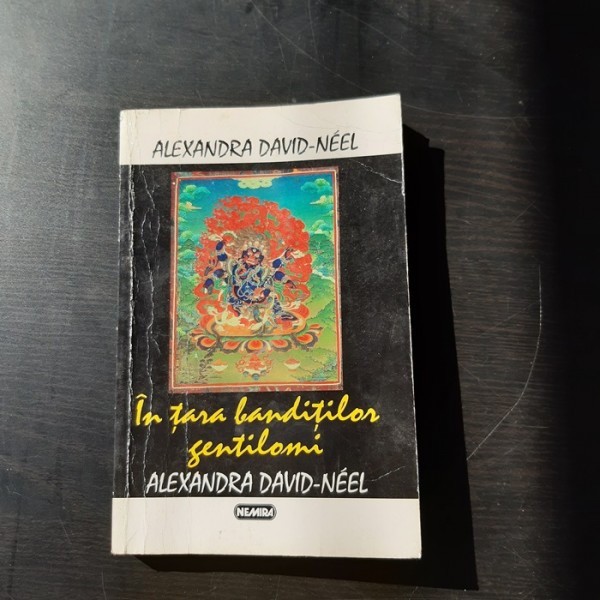 ALEXANDRA DAVID-NÉEL
În țara bandiților
gentilomi
ALEXANDRA DAVID-NÉEL
NEMIRA